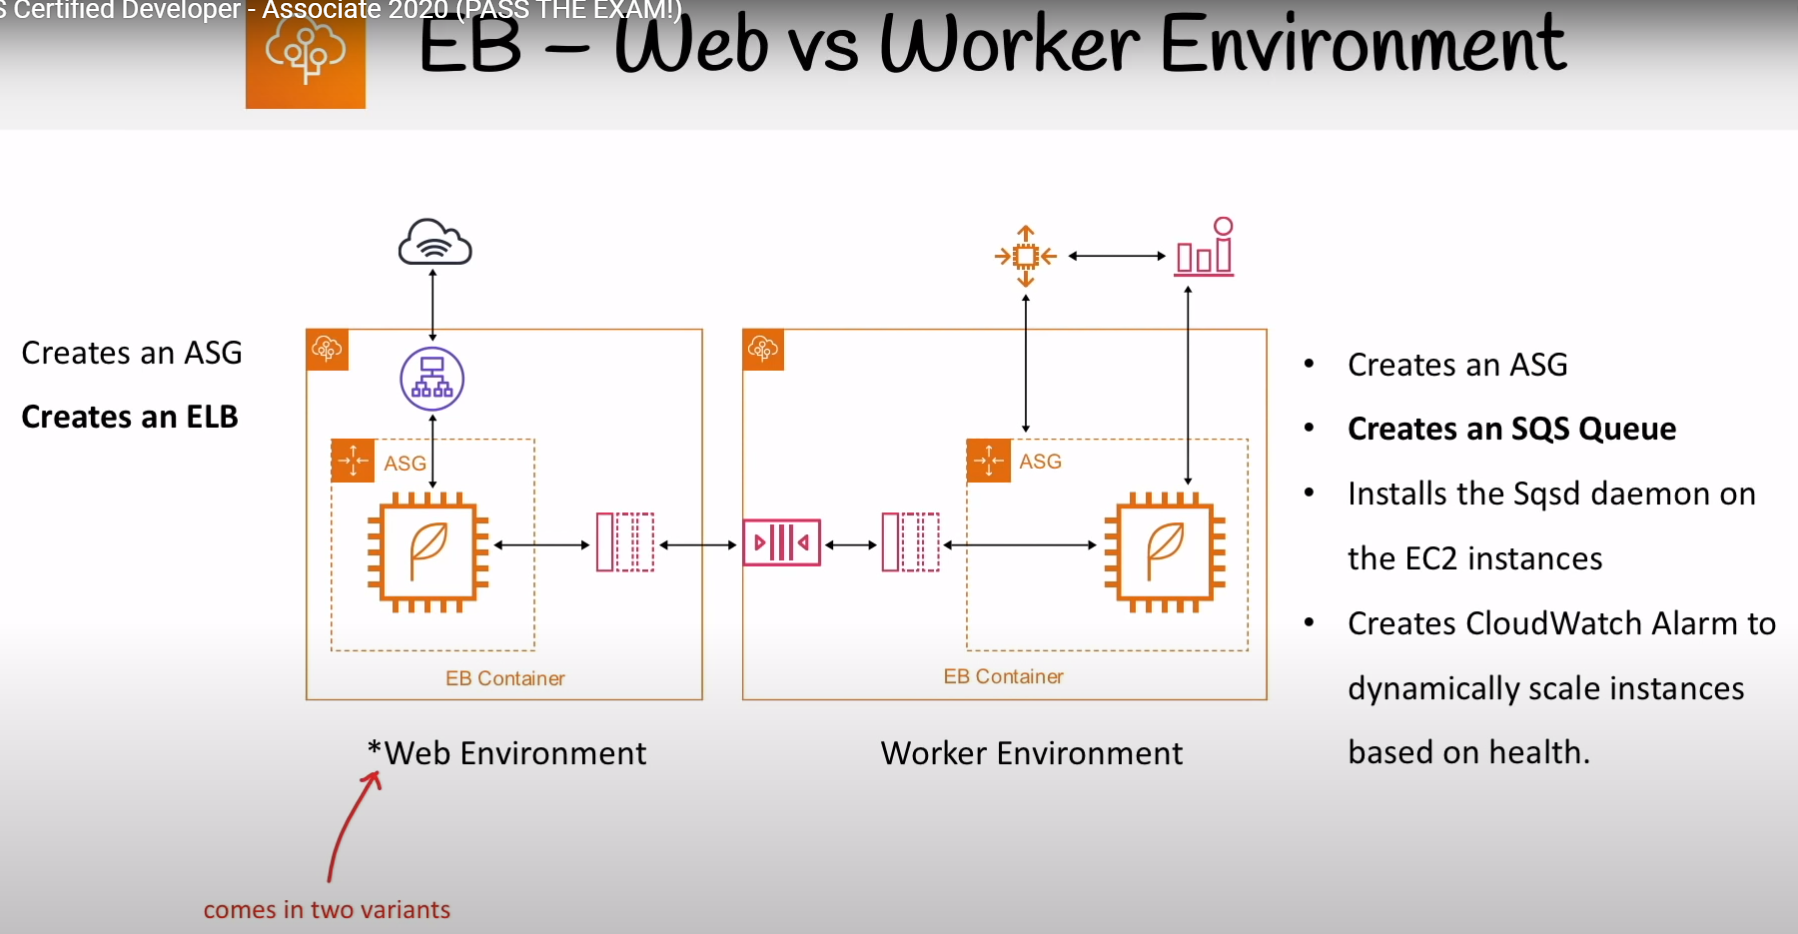 S Certified Developer - Associate 2020 (PASS THE EXAM!)
EB – Web vs Worker Environment
Creates an ASG
Creates an ELB
ASG
EB Container
*Web Environment
comes in two variants
ASG
EB Container
Worker Environment
• Creates an ASG
• Creates an SQS Queue
• Installs the Sqsd daemon on
the EC2 instances
• Creates CloudWatch Alarm to
dynamically scale instances
based on health.